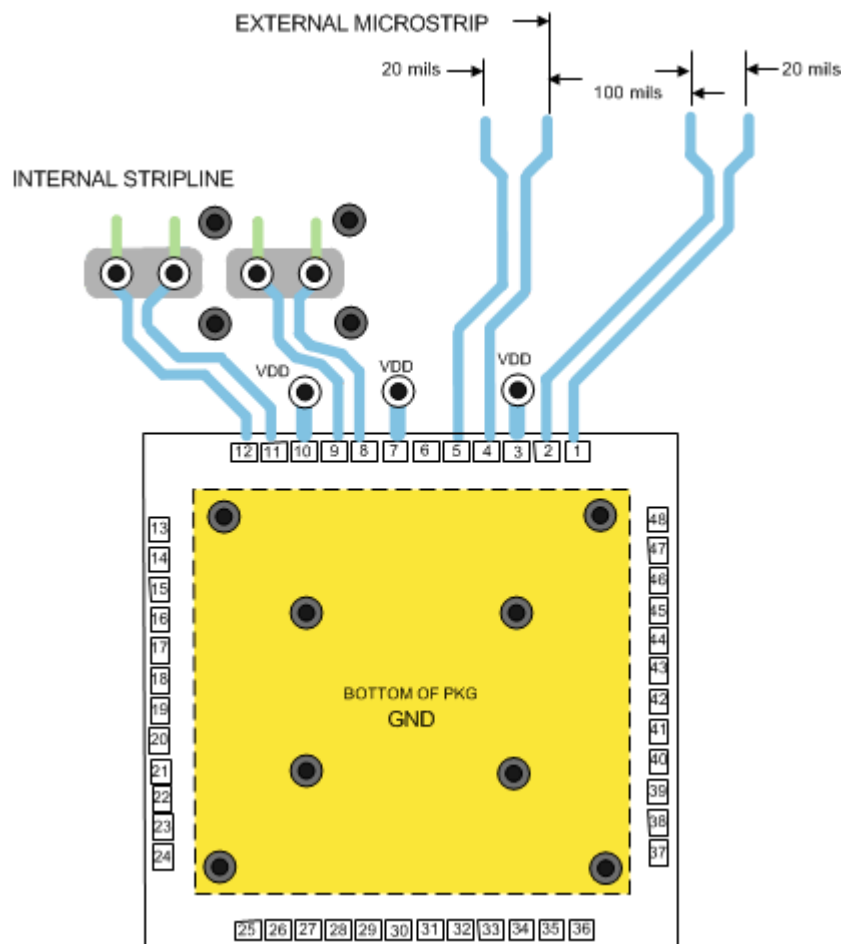 EXTERNAL MICROSTRIP
20 mils
20 mils
100 mils
INTERNAL STRIPLINE
VDD
VDD
VDD
12 11 10 9 8 7 6 5 4 3 2 1
13
14
15
16
17
18
19
20
21
22
23
24
48
47
46
45
44
43
42
41
40
39
38
37
BOTTOM OF PKG
GND
25 26 27 28 29 30 31 32 33 34 35 36